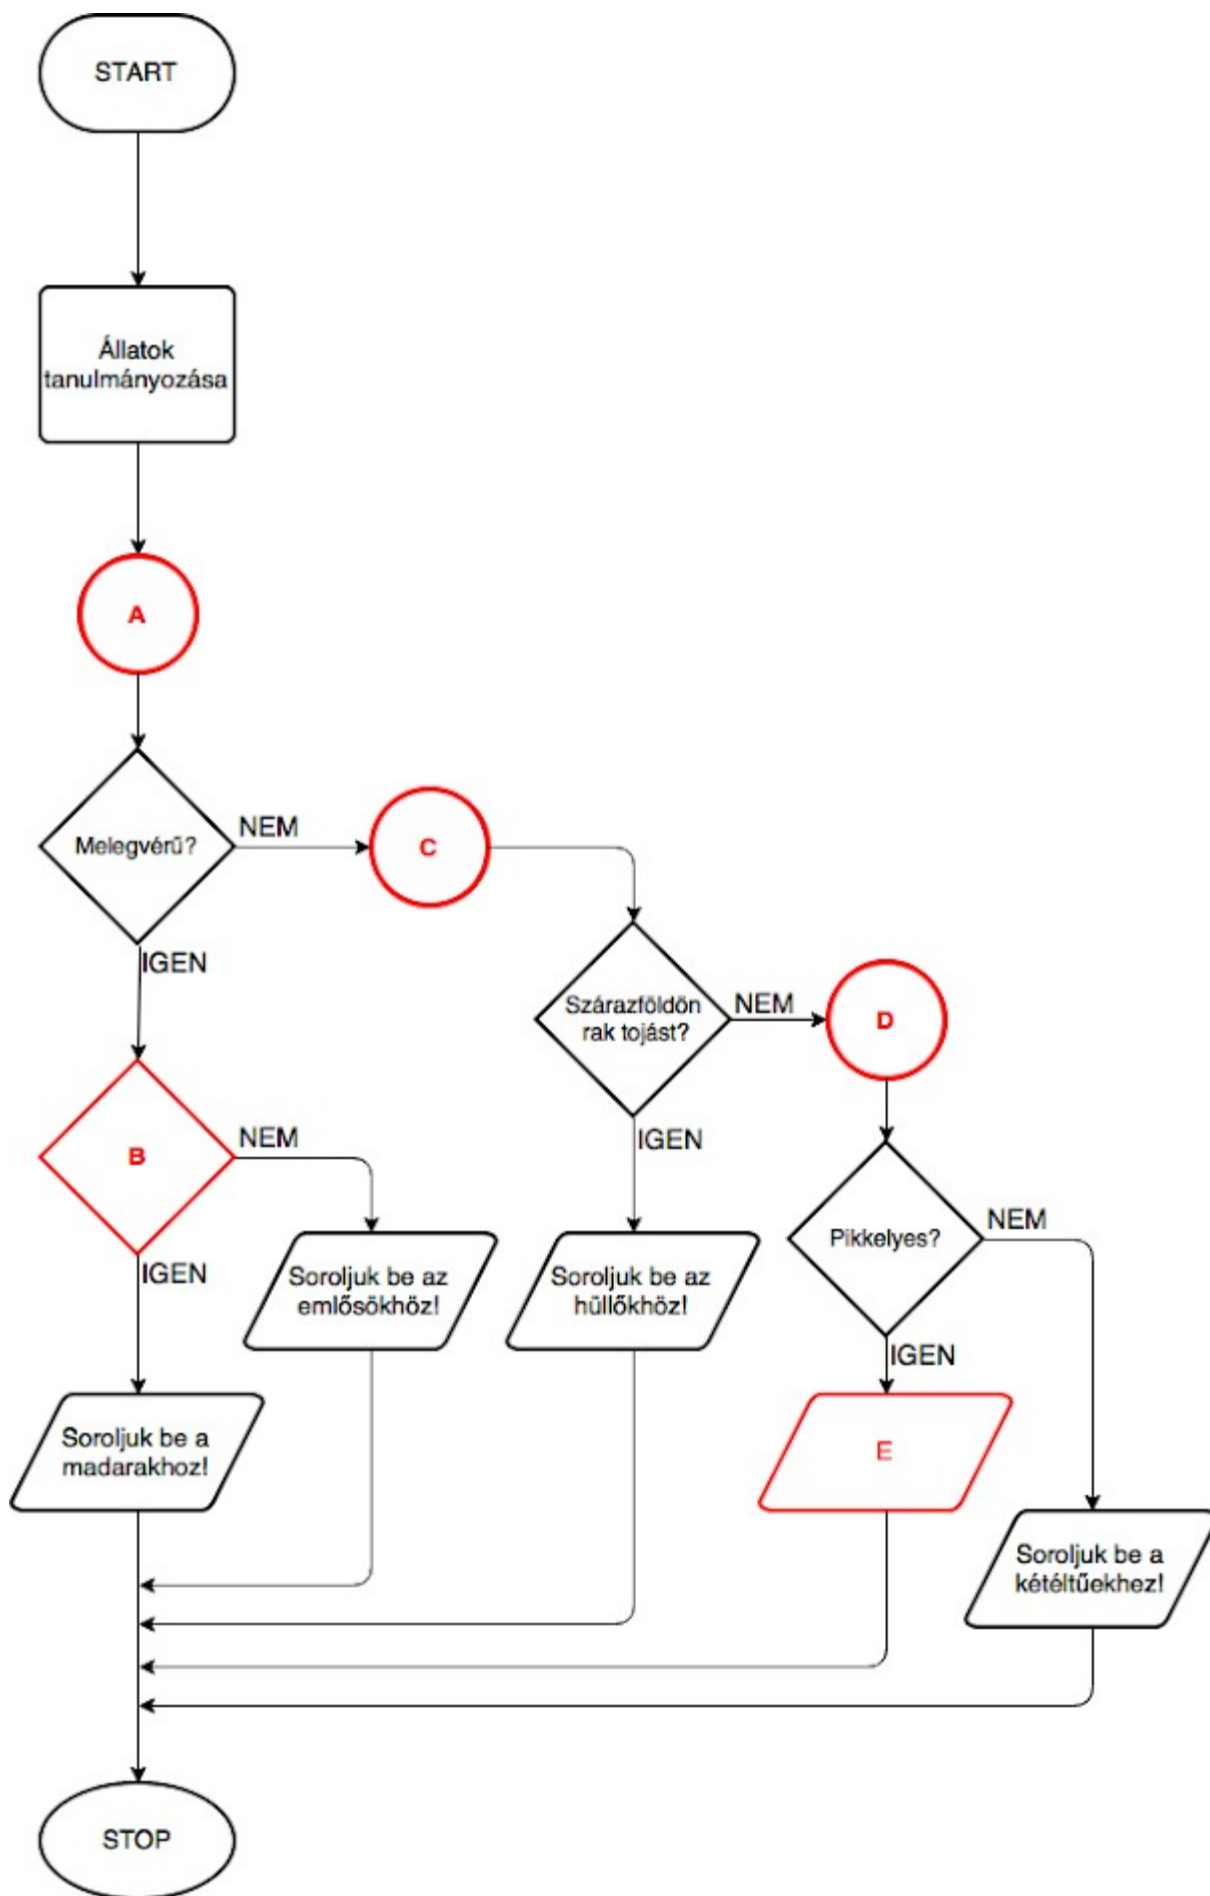 START
Állatok
tanulmányozása
A
Melegvérű?
NEM
C
IGEN
Szárazföldön
rak tojást?
NEM
D
B
NEM
IGEN
IGEN
Pikkelyes?
NEM
Soroljuk be az
emlősökhöz!
Soroljuk be az
hüllőkhöz!
IGEN
Soroljuk be a
madarakhoz!
E
Soroljuk be a
kétéltűekhez!
STOP